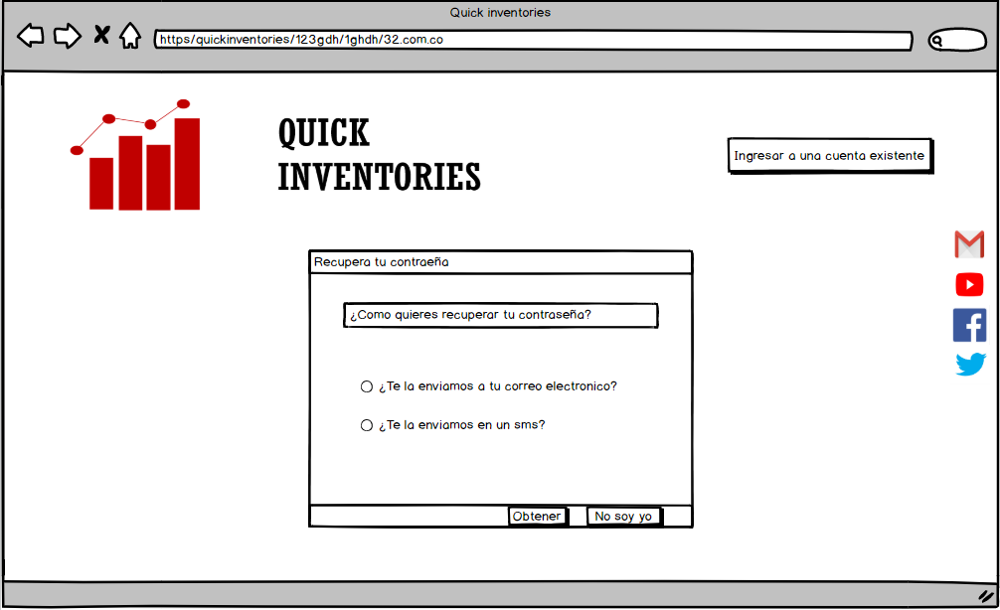 Quick inventories
https/quickinventories/123gdh/1ghdh/32.com.co
QUICK
INVENTORIES
Ingresar a una cuenta existente
Recupera tu contraeña
¿Como quieres recuperar tu contraseña?
¿Te la enviamos a tu correo electronico?
¿Te la enviamos en un sms?
Obtener
No soy yo